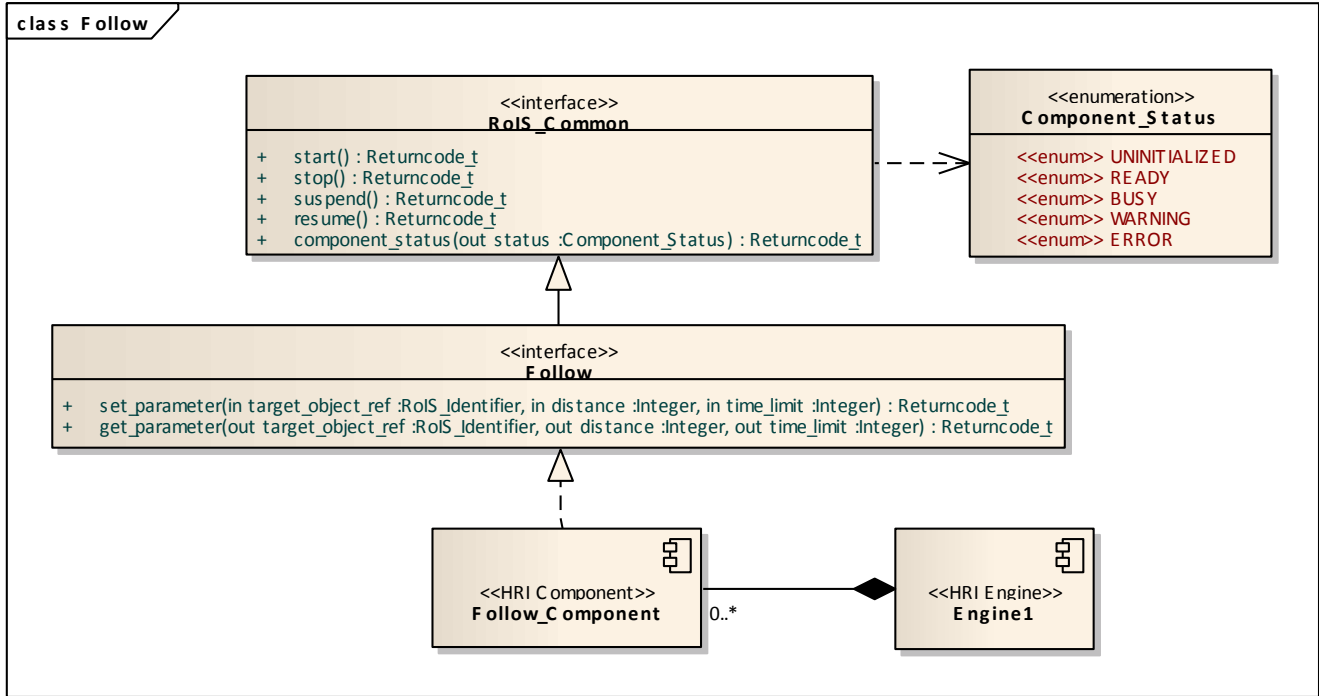 class Follow
<<interface>>
RoIS_Common
+ start() : Returncode_t
+ stop() : Returncode_t
+ suspend() : Returncode_t
+ resume() : Returncode_t
+ component_status(out status :Component_Status) : Returncode_t
<<enumeration>>
Component_Status
<<enum>> UNINITIALIZED
<<enum>> READY
<<enum>> BUSY
<<enum>> WARNING
<<enum>> ERROR
<<interface>>
Follow
+ set_parameter(in target_object_ref :RoIS_Identifier, in distance :Integer, in time_limit :Integer) : Returncode_t
+ get_parameter(out target_object_ref :RoIS_Identifier, out distance :Integer, out time_limit :Integer) : Returncode_t
<<HRI Component>>
Follow_Component
0..*
<<HRI Engine>>
Engine1